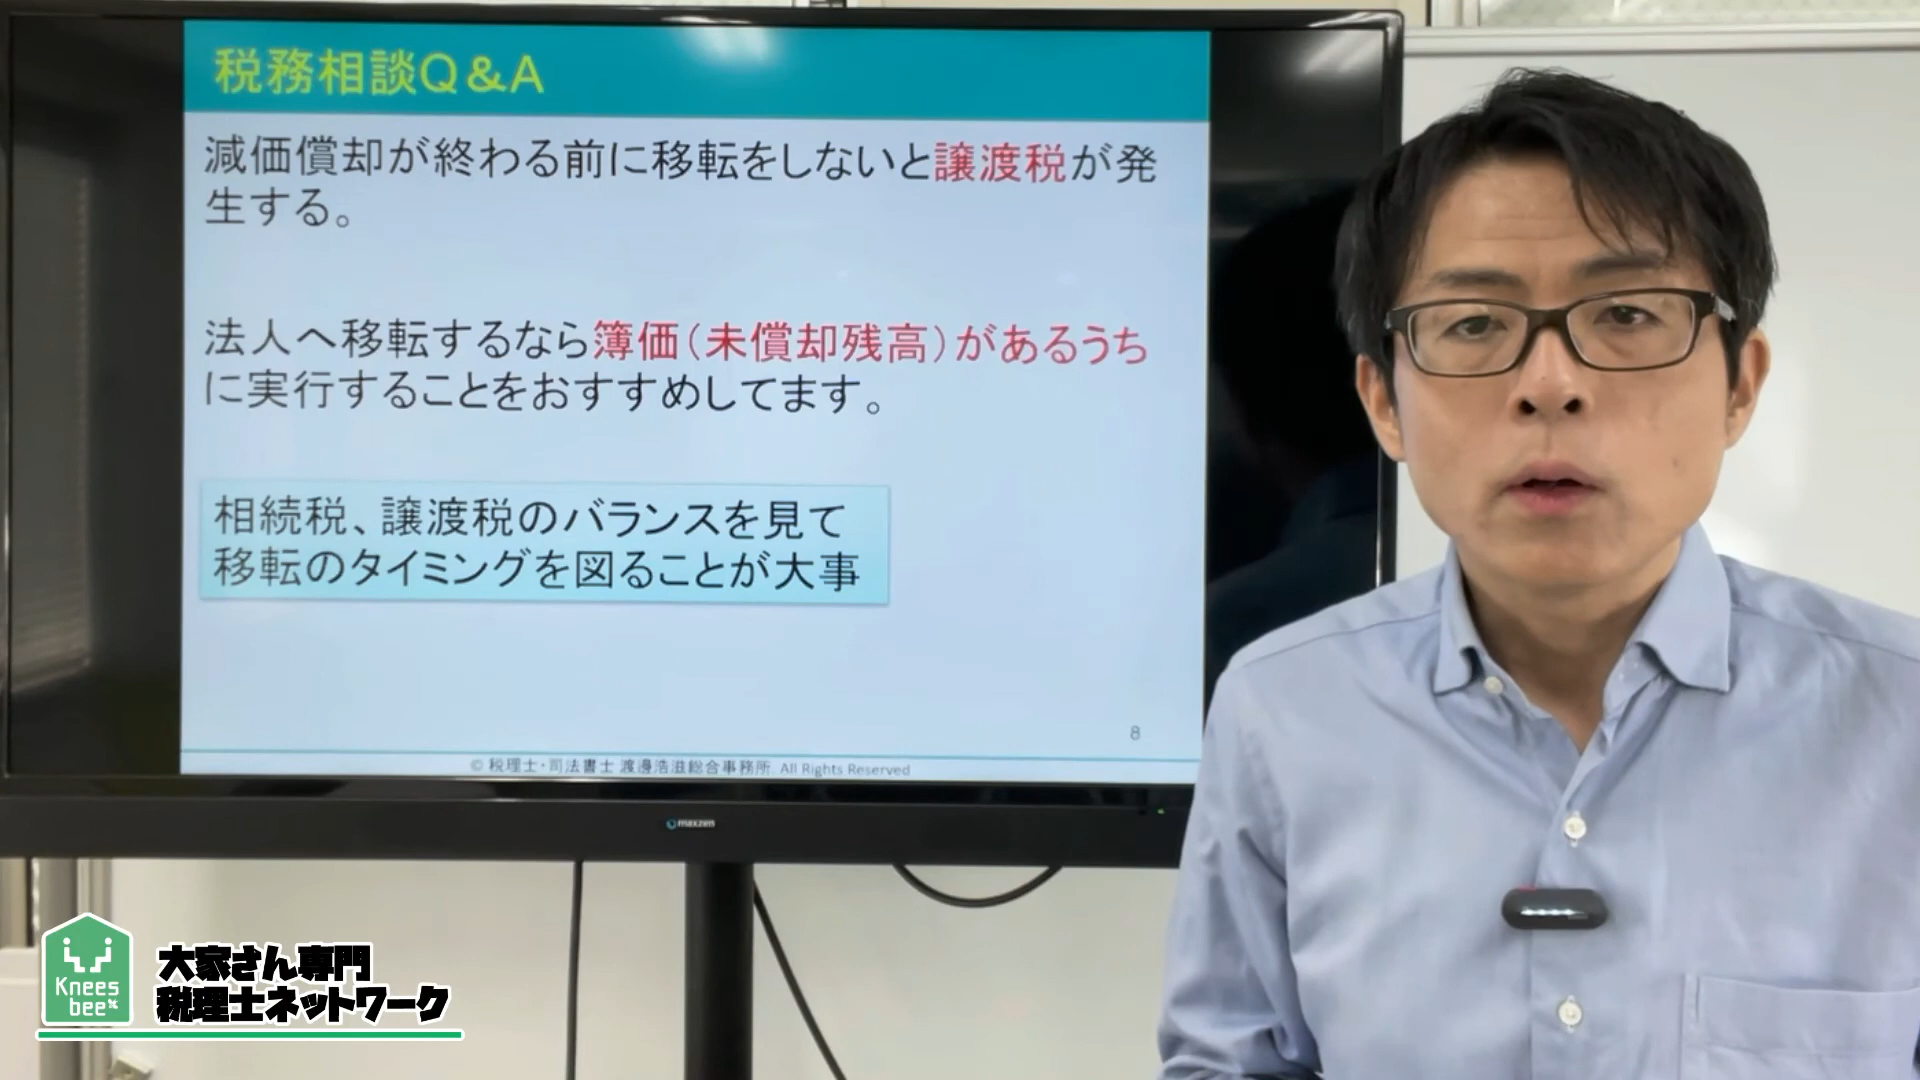 税務相談Q&A
減価償却が終わる前に移転をしないと譲渡税が発
生する。
法人へ移転するなら簿価(未償却残高)があるうち
に実行することをおすすめしてます。
相続税、譲渡税のバランスを見て
移転のタイミングを図ることが大事
8
© 税理士・司法書士 渡邊浩滋総合事務所. All Rights Reserved
maxzen
Knees
bee
大家さん専門
税理士ネットワーク